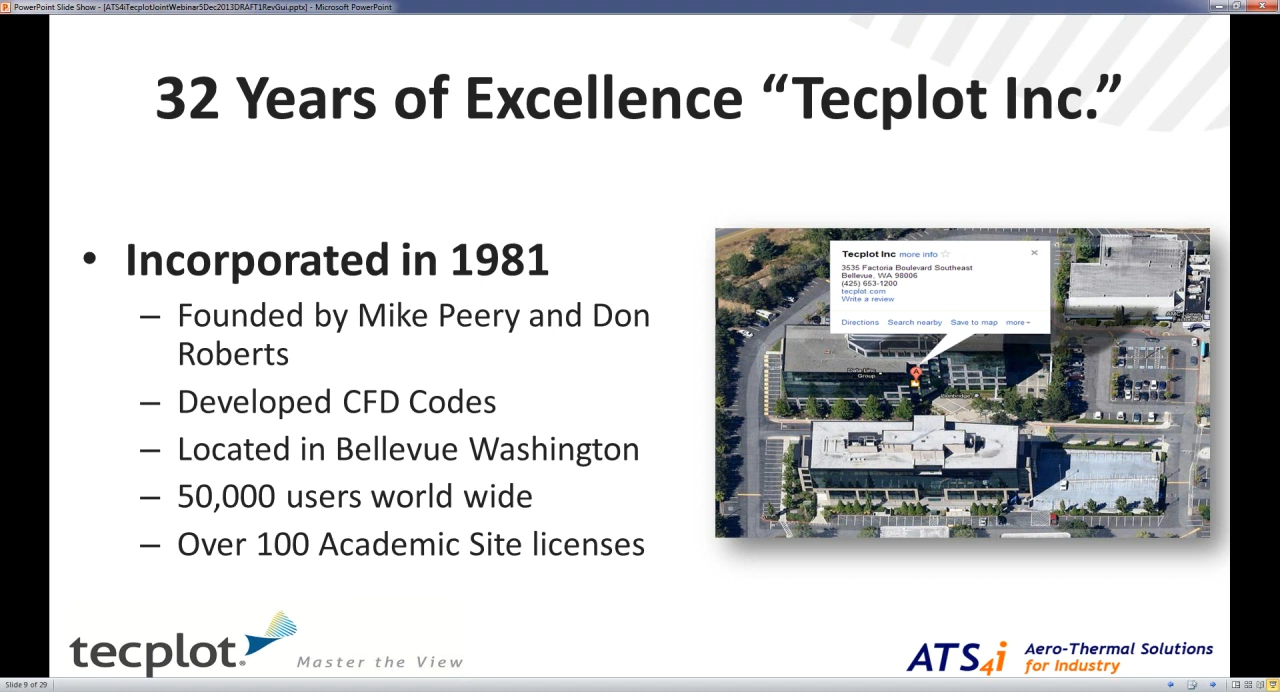 PowerPoint Slide Show - [ATS4iTecplotJointWebinar5Dec2013DRAFT1RevGui.pptx] - Microsoft PowerPoint
32 Years of Excellence “Tecplot Inc.”
• Incorporated in 1981
– Founded by Mike Peery and Don
Roberts
– Developed CFD Codes
– Located in Bellevue Washington
– 50,000 users world wide
– Over 100 Academic Site licenses
Tecplot Inc more info
3535 Factoria Boulevard Southeast
Bellevue, WA 98006
(425) 653-1200
tecplot.com
Write a review
Directions Search nearby Save to map more
Data Link
Group
A
tecplot®
Master the View
ATS4i
Aero-Thermal Solutions
for Industry
Slide 9 of 29